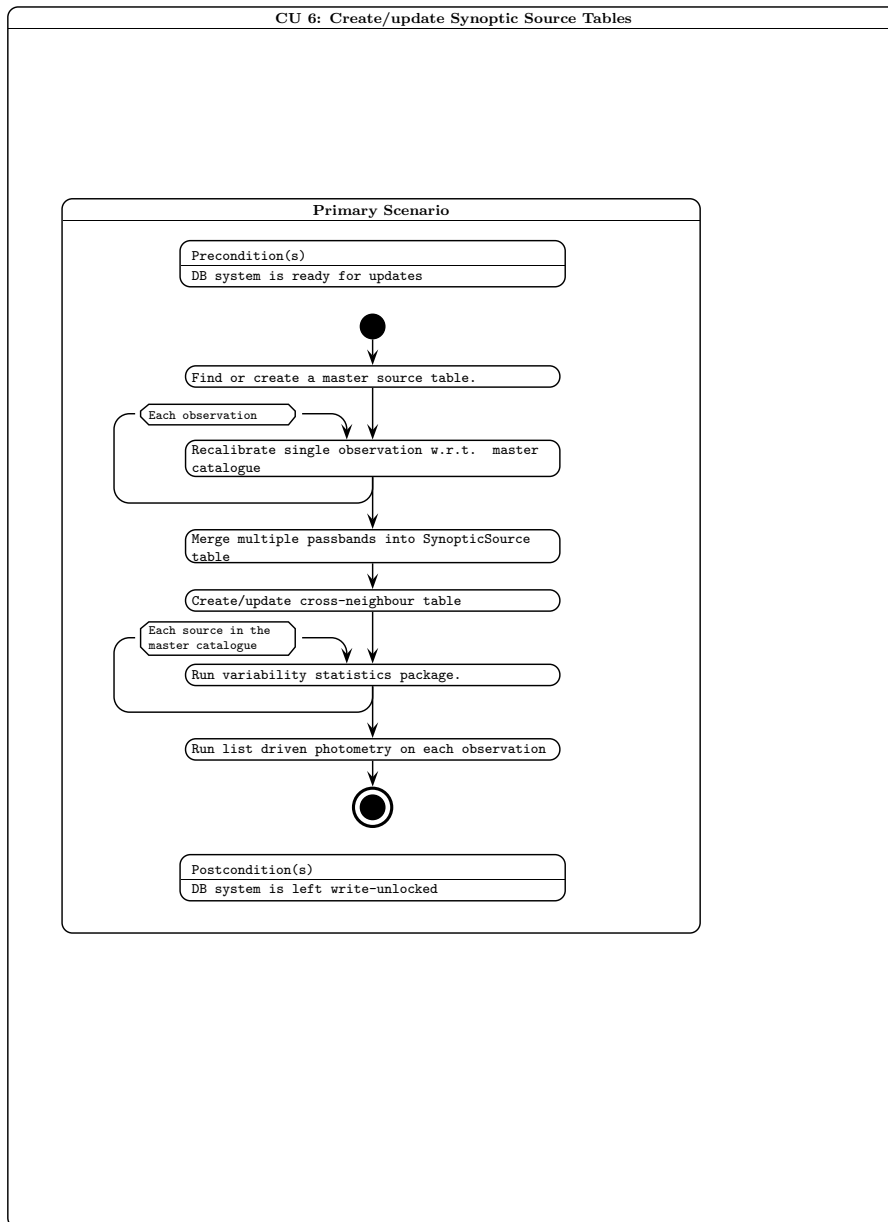 CU 6: Create/update Synoptic Source Tables
Primary Scenario
Precondition(s)
DB system is ready for updates
Find or create a master source table.
Each observation
Recalibrate single observation w.r.t. master
catalogue
Merge multiple passbands into SynopticSource
table
Create/update cross-neighbour table
Each source in the
master catalogue
Run variability statistics package.
Run list driven photometry on each observation
Postcondition(s)
DB system is left write-unlocked